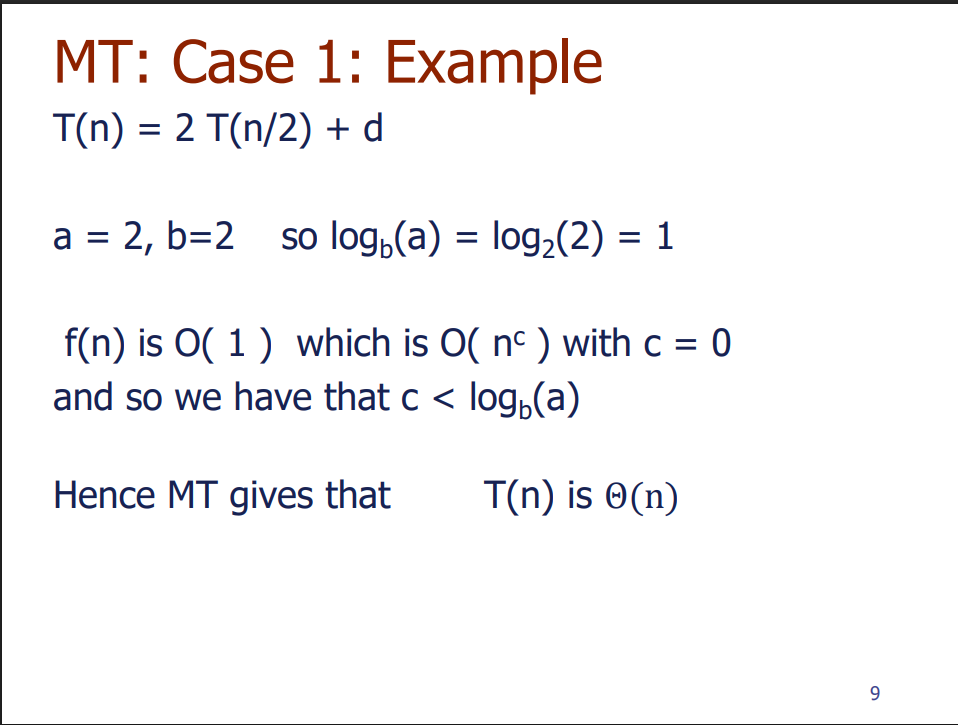 MT: Case 1: Example
T(n) = 2 T(n/2) + d
a = 2, b=2 so log_b(a) = log_2(2) = 1
f(n) is O( 1 ) which is O( n^c ) with c = 0
and so we have that c < log_b(a)
Hence MT gives that T(n) is Θ(n)
9